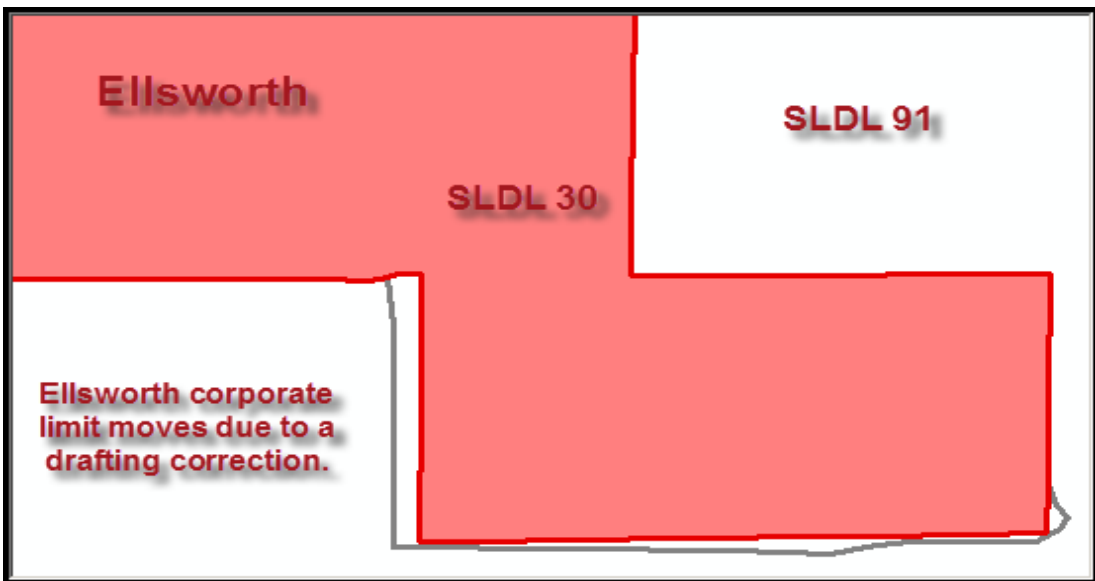 Ellsworth
SLDL 91
SLDL 30
Ellsworth corporate
limit moves due to a
drafting correction.